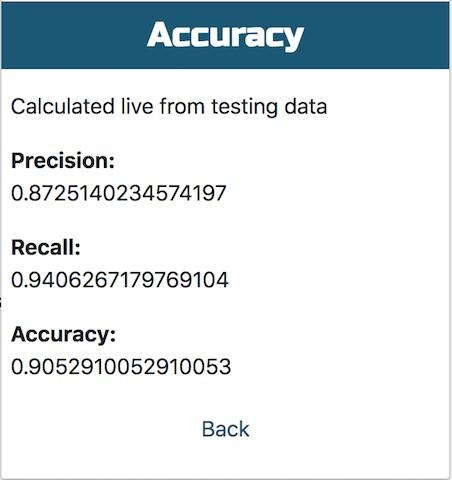 Accuracy
Calculated live from testing data
Precision:
0.8725140234574197
Recall:
0.9406267179769104
Accuracy:
0.9052910052910053
Back